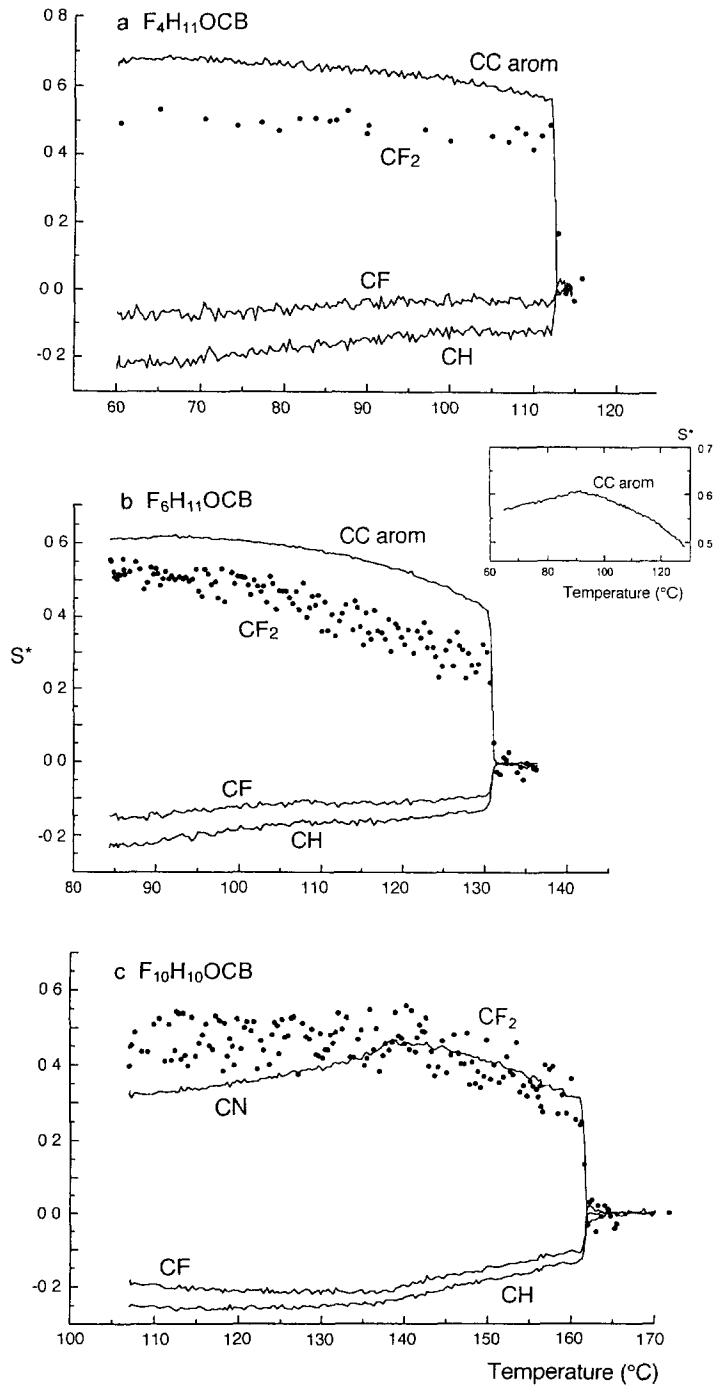 a F₄H₁₁OCB
0 8
0 6
0 4
0 2
0 0
-0 2
CC arom
CF₂
CF
CH
60 70 80 90 100 110 120
b F₆H₁₁OCB
0 6
0 4
0 2
0 0
-0 2
S*
CC arom
CF₂
CF
CH
80 90 100 110 120 130 140
S*
0 7
0 6
0 5
CC arom
60 80 100 120
Temperature (°C)
c F₁₀H₁₀OCB
0 6
0 4
0 2
0 0
-0 2
CF₂
CN
CF
CH
100 110 120 130 140 150 160 170
Temperature (°C)